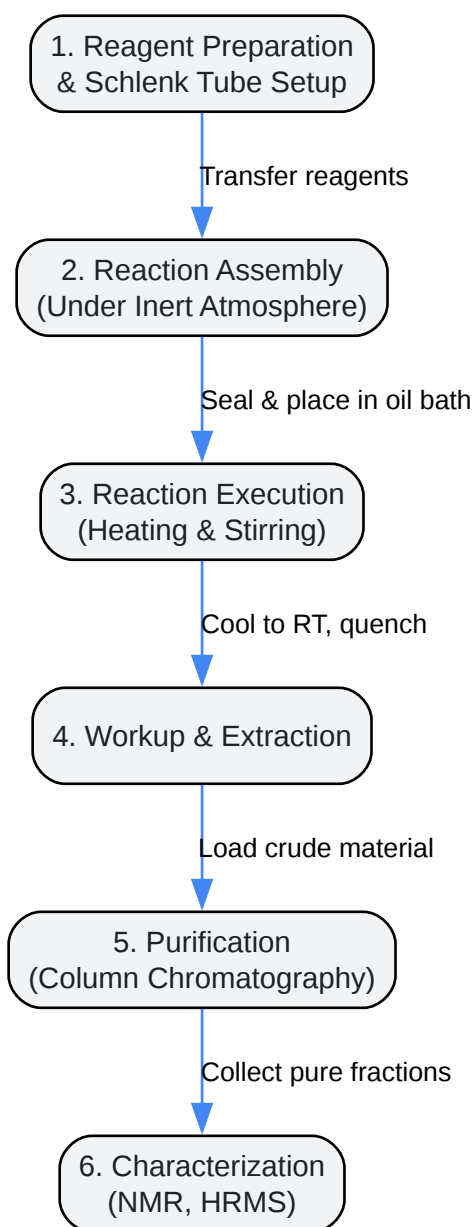 1. Reagent Preparation
& Schlenk Tube Setup
Transfer reagents
2. Reaction Assembly
(Under Inert Atmosphere)
Seal & place in oil bath
3. Reaction Execution
(Heating & Stirring)
Cool to RT, quench
4. Workup & Extraction
Load crude material
5. Purification
(Column Chromatography)
Collect pure fractions
6. Characterization
(NMR, HRMS)